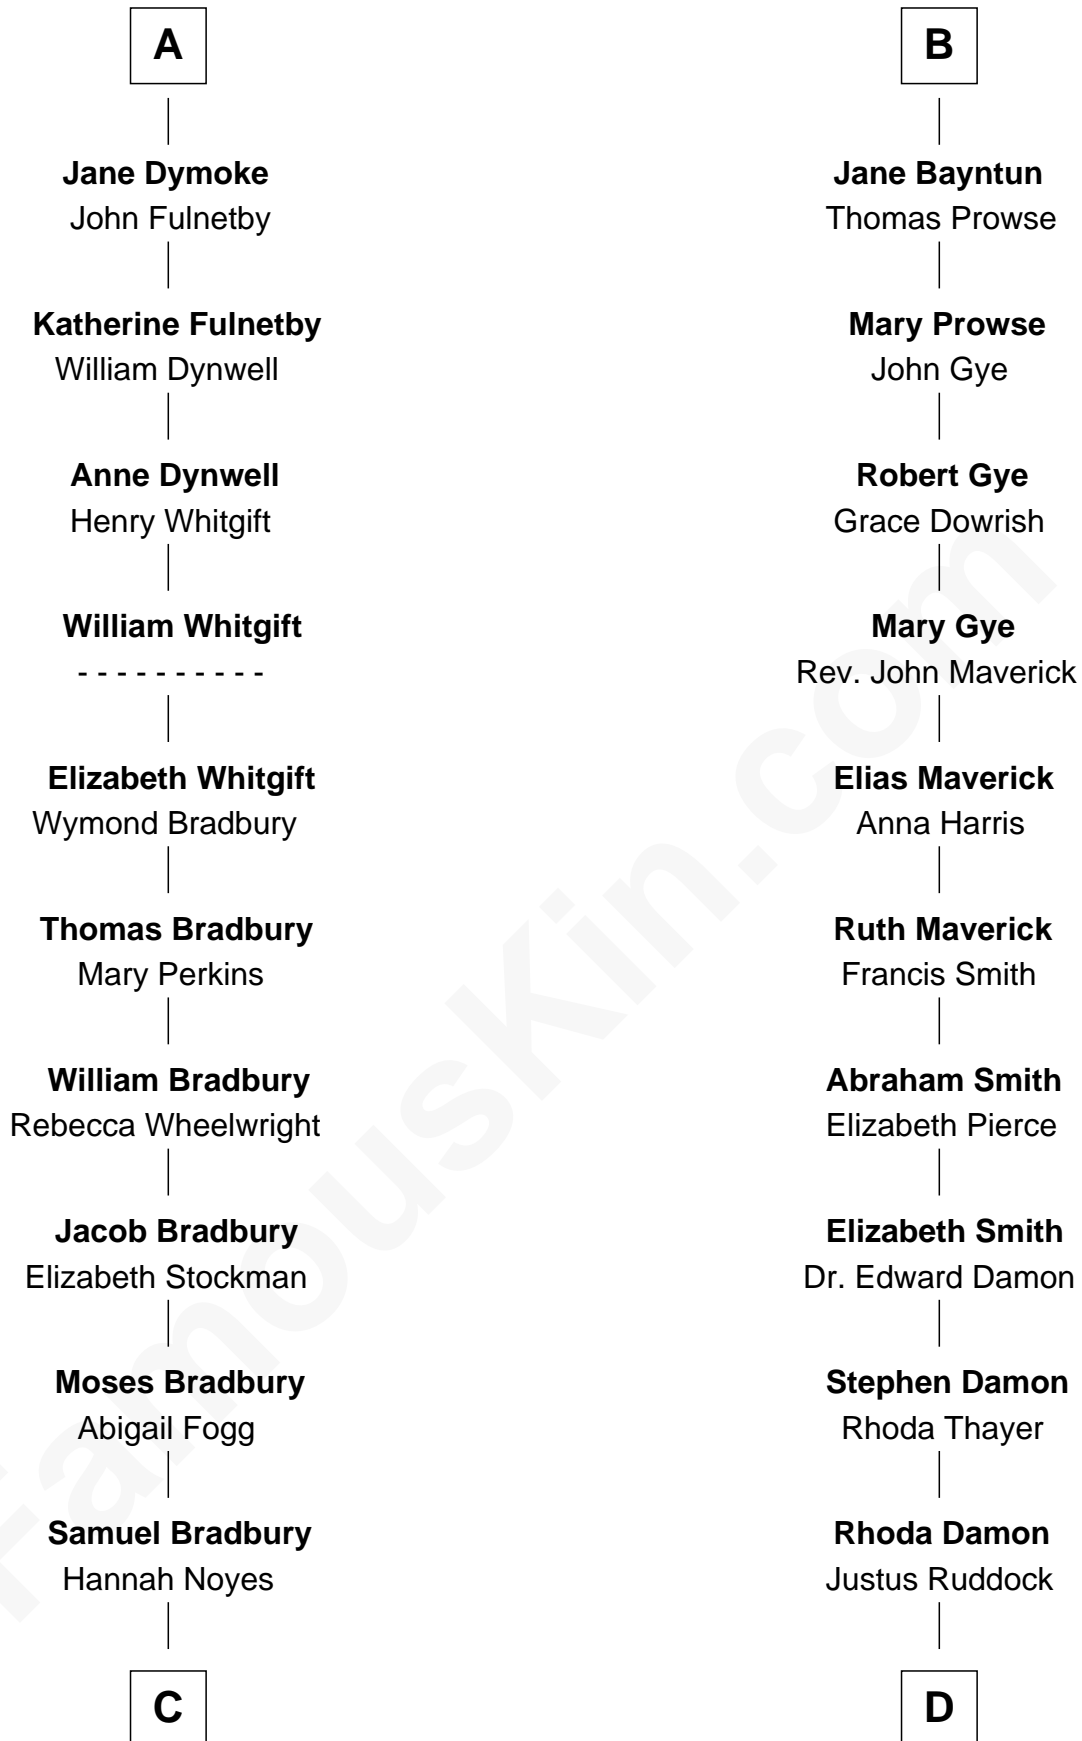 A
Jane Dymoke
John Fulnetby
Katherine Fulnetby
William Dynwell
Anne Dynwell
Henry Whitgift
William Whitgift
- - - - - - - - - -
Elizabeth Whitgift
Wymond Bradbury
Thomas Bradbury
Mary Perkins
William Bradbury
Rebecca Wheelwright
Jacob Bradbury
Elizabeth Stockman
Moses Bradbury
Abigail Fogg
Samuel Bradbury
Hannah Noyes
C
B
Jane Bayntun
Thomas Prowse
Mary Prowse
John Gye
Robert Gye
Grace Dowrish
Mary Gye
Rev. John Maverick
Elias Maverick
Anna Harris
Ruth Maverick
Francis Smith
Abraham Smith
Elizabeth Pierce
Elizabeth Smith
Dr. Edward Damon
Stephen Damon
Rhoda Thayer
Rhoda Damon
Justus Ruddock
D
FamousKin.com